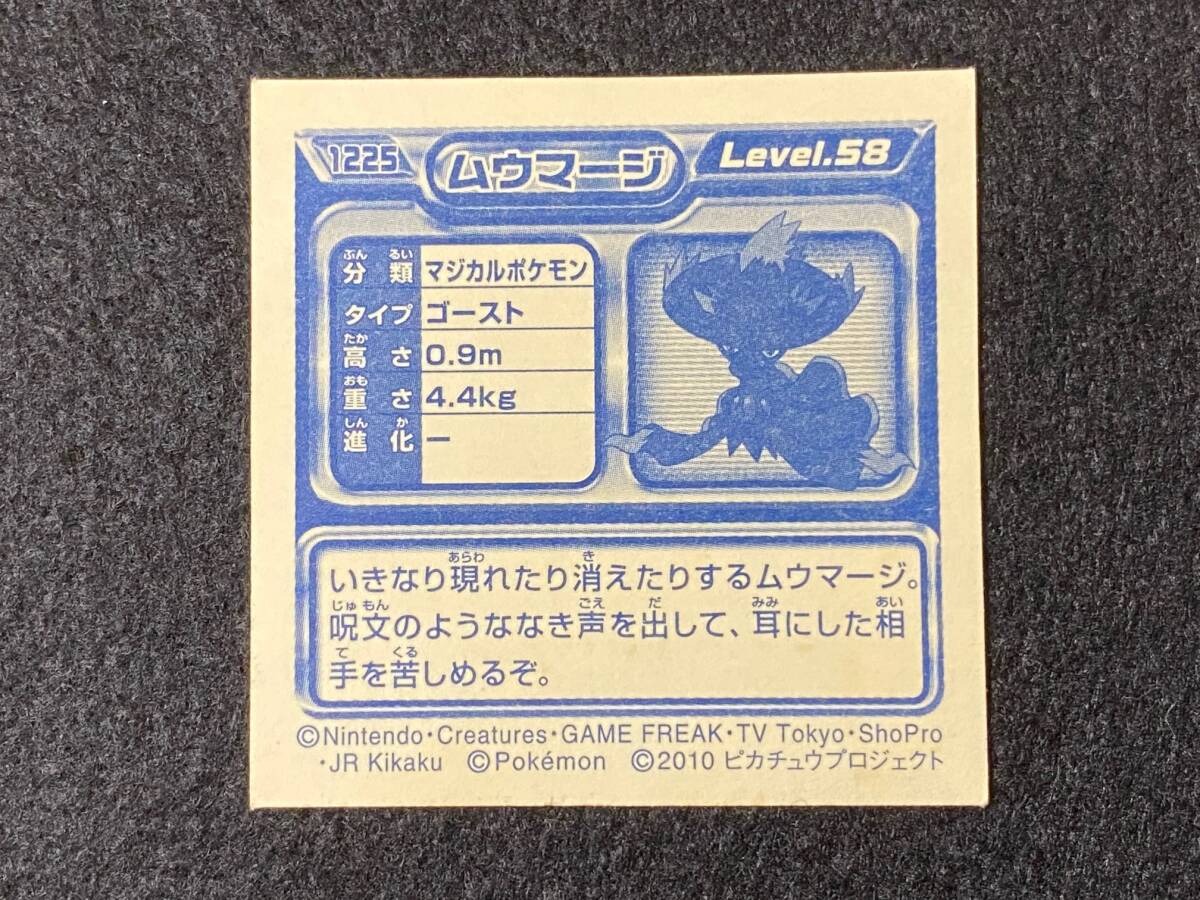 1225
ムウマージ
Level.58
ぶん るい
分類 マジカルポケモン
タイプ ゴースト
たか
高さ 0.9m
おも
重さ 4.4kg
しん か
進化 ー
あらわ き
いきなり現れたり消えたりするムウマージ。
じゅもん ごえ だ みみ あい
呪文のようななき声を出して、耳にした相
て くる
手を苦しめるぞ。
©Nintendo・Creatures・GAME FREAK・TV Tokyo・ShoPro
・JR Kikaku ©Pokémon ©2010 ピカチュウプロジェクト